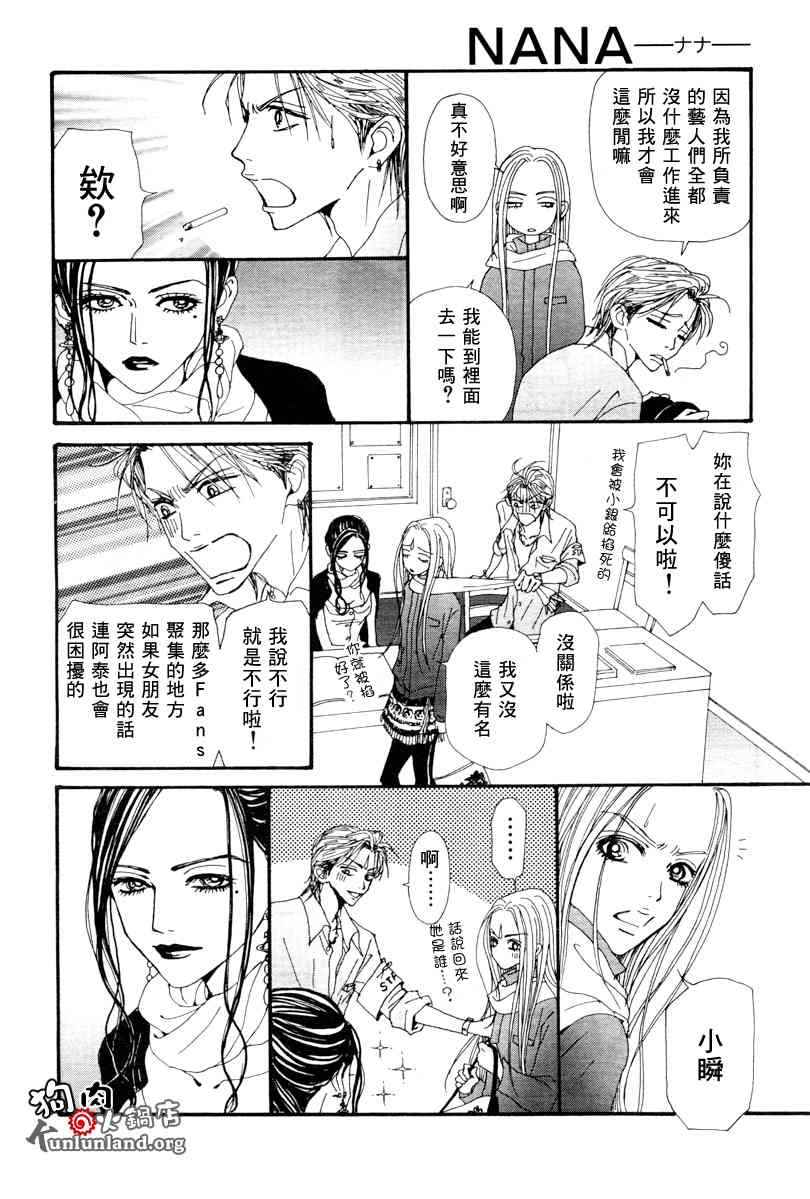 NANA—ナナ—
因為我所負責
的藝人們全都
沒什麼工作進來
所以我才會
這麼閒嘛
真不好意思啊
我能到裡面
去一下嗎？
欸？
妳在說什麼傻話
不可以啦！
我會被小銀給掐死的
沒關係啦
我又沒
這麼有名
你就被掐
好了？
我說不行
就是不行啦！
那麼多Fans
聚集的地方
如果女朋友
突然出現的話
連阿泰也會
很困擾的
小瞬
……
啊……
話說回來
她是誰…？
STA
狗肉火鍋店
Kunlunland.org